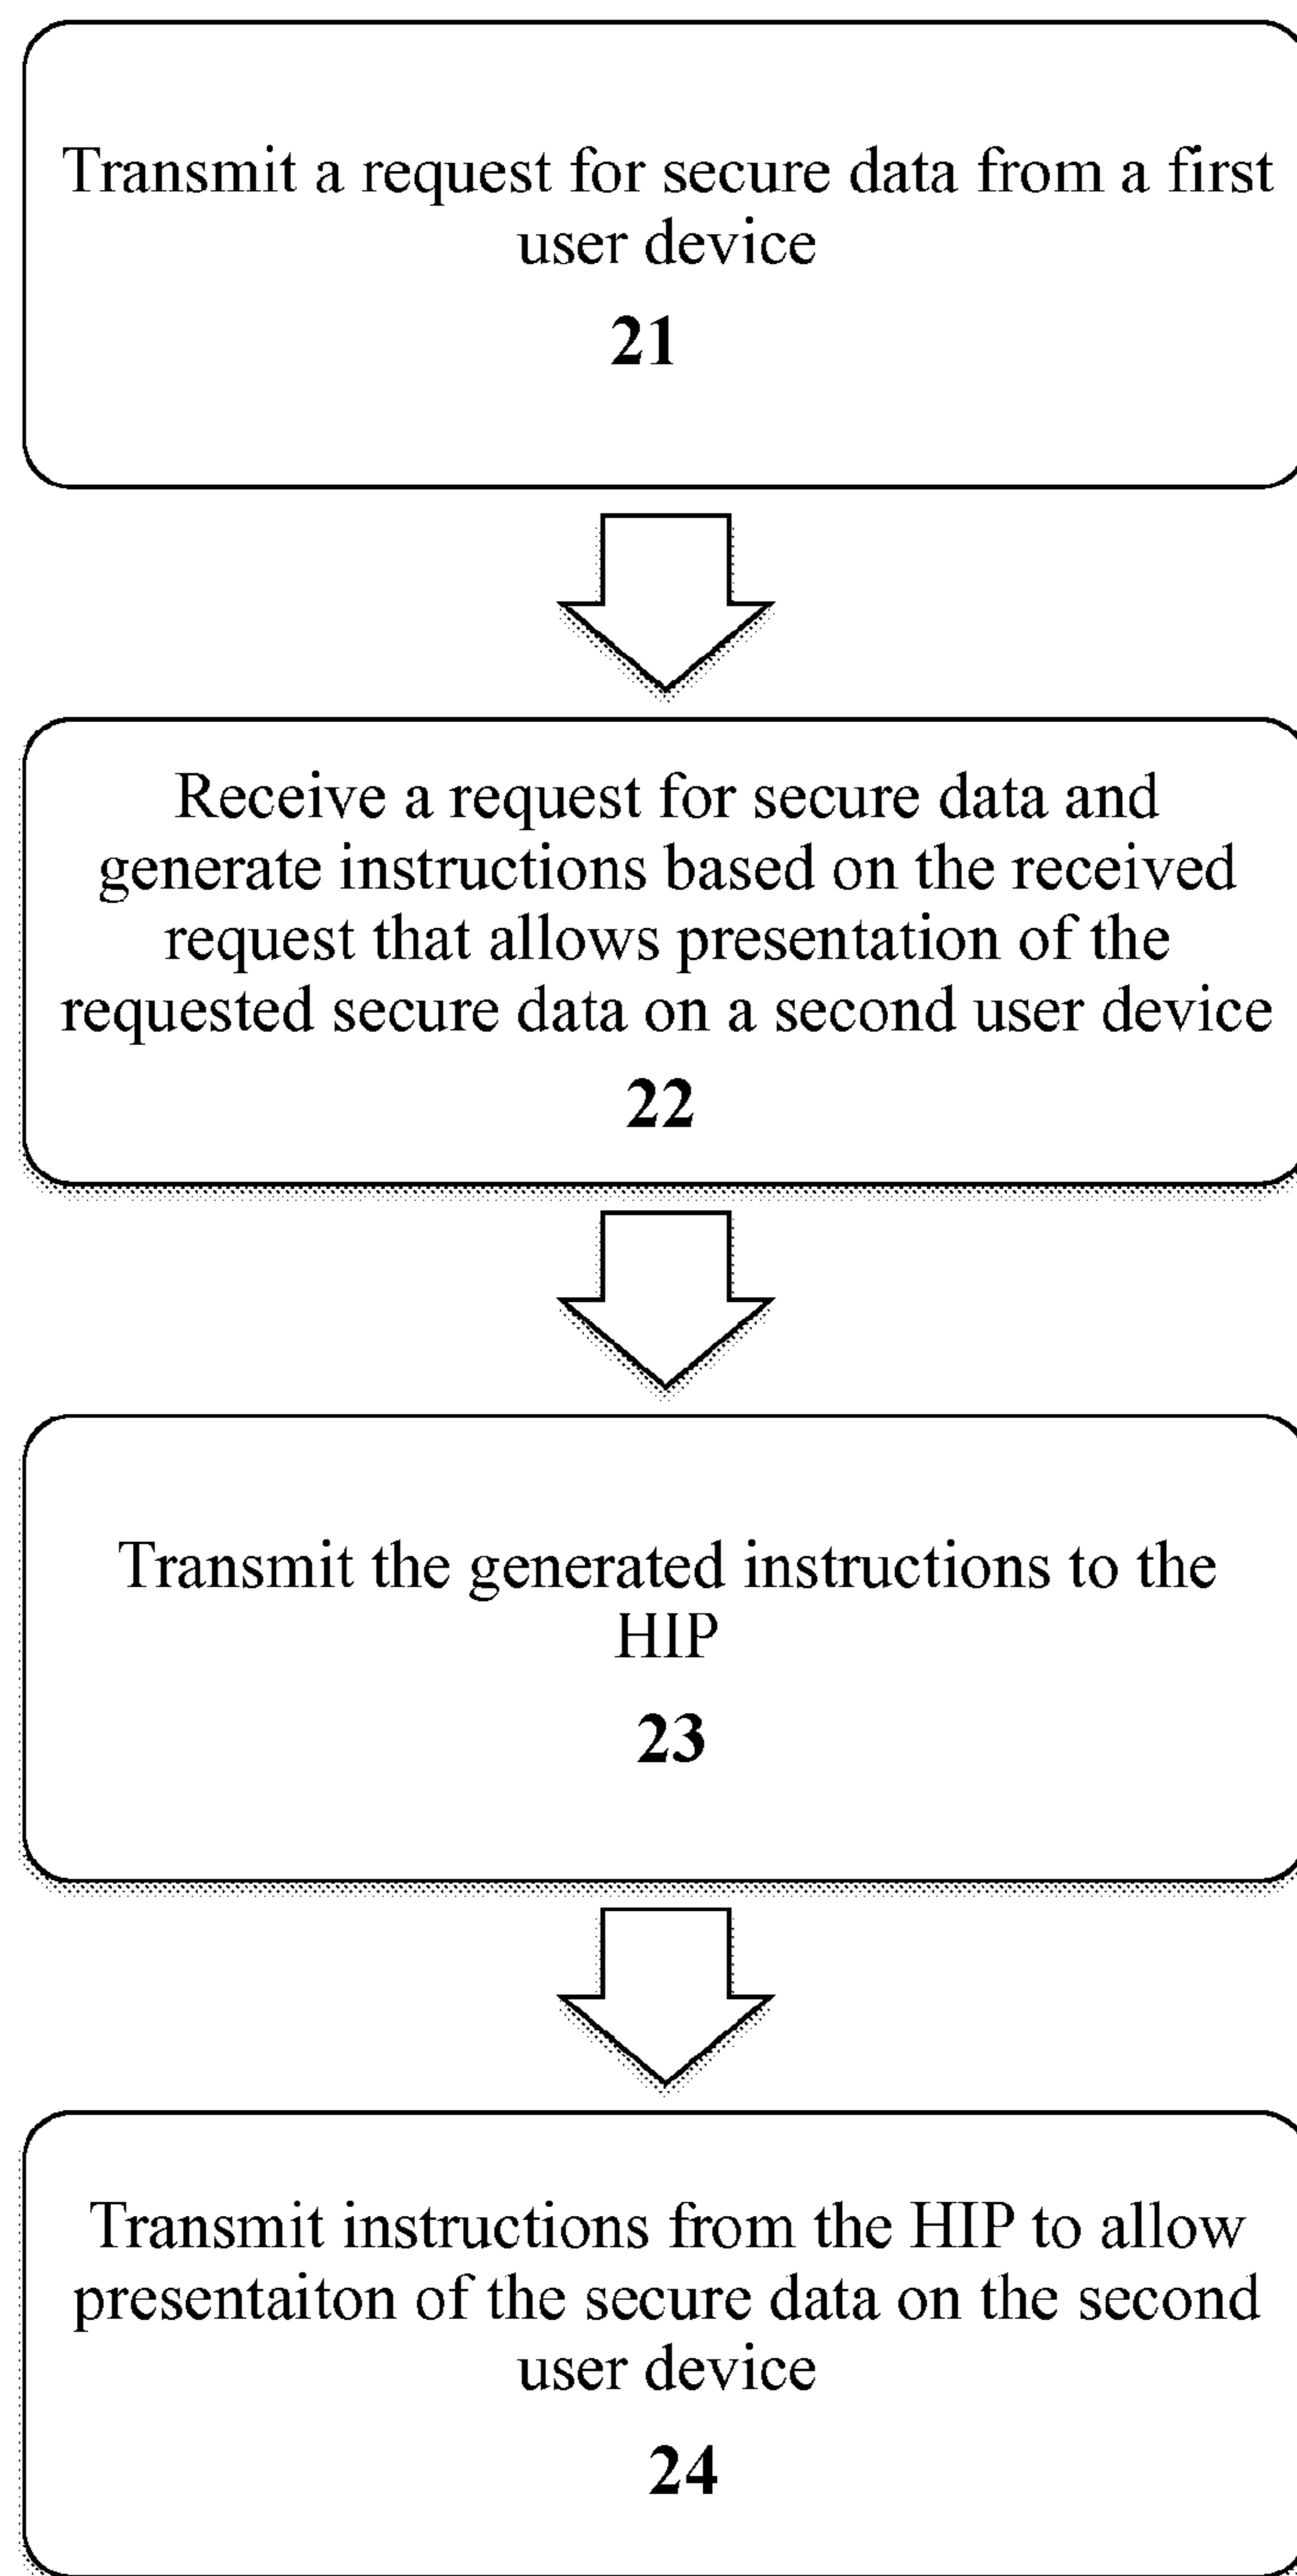 Transmit a request for secure data from a first
user device
21
Receive a request for secure data and
generate instructions based on the received
request that allows presentation of the
requested secure data on a second user device
22
Transmit the generated instructions to the
HIP
23
Transmit instructions from the HIP to allow
presentaiton of the secure data on the second
user device
24